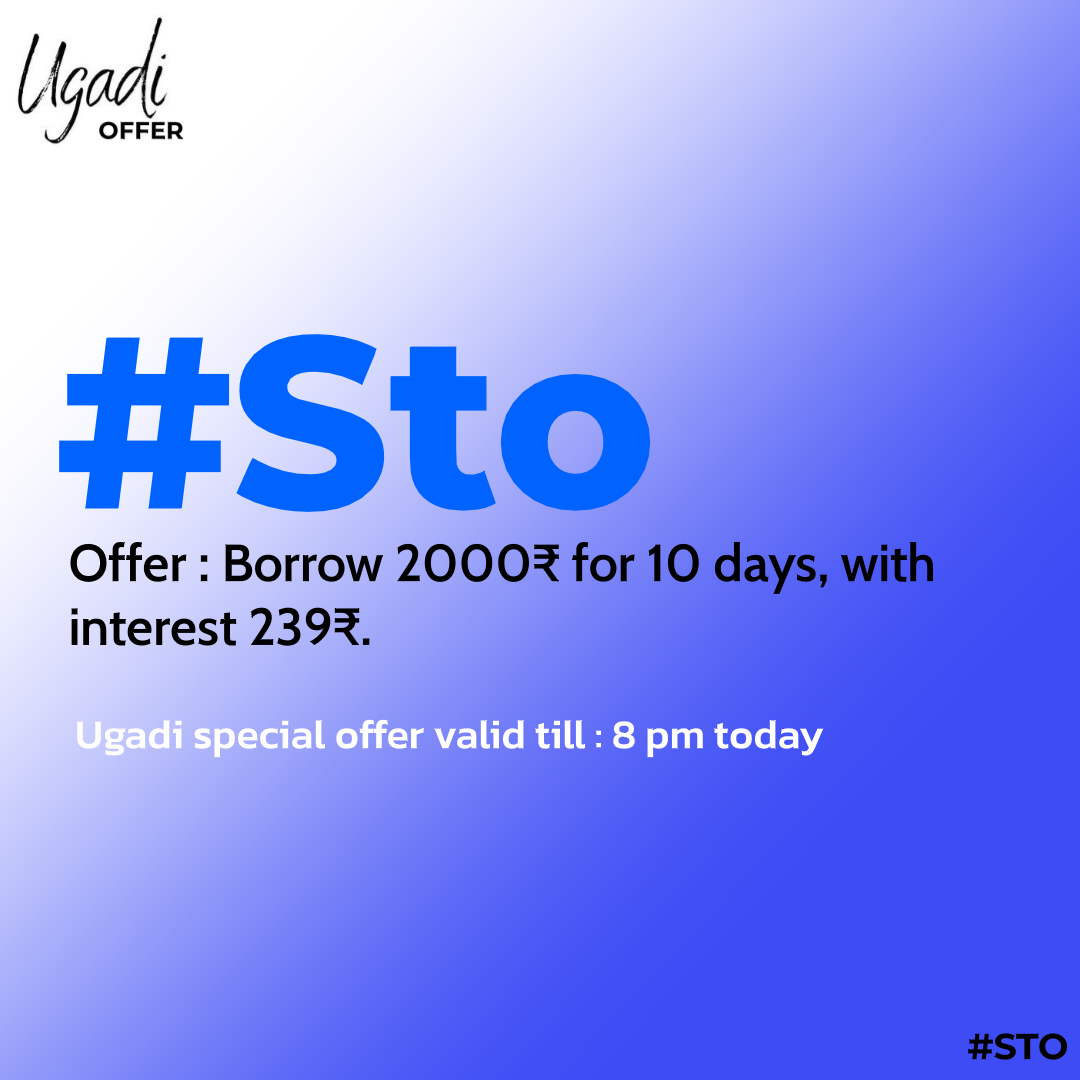 Ugadi
OFFER
#Sto
Offer : Borrow 2000₹ for 10 days, with
interest 239₹.
Ugadi special offer valid till : 8 pm today
#STO